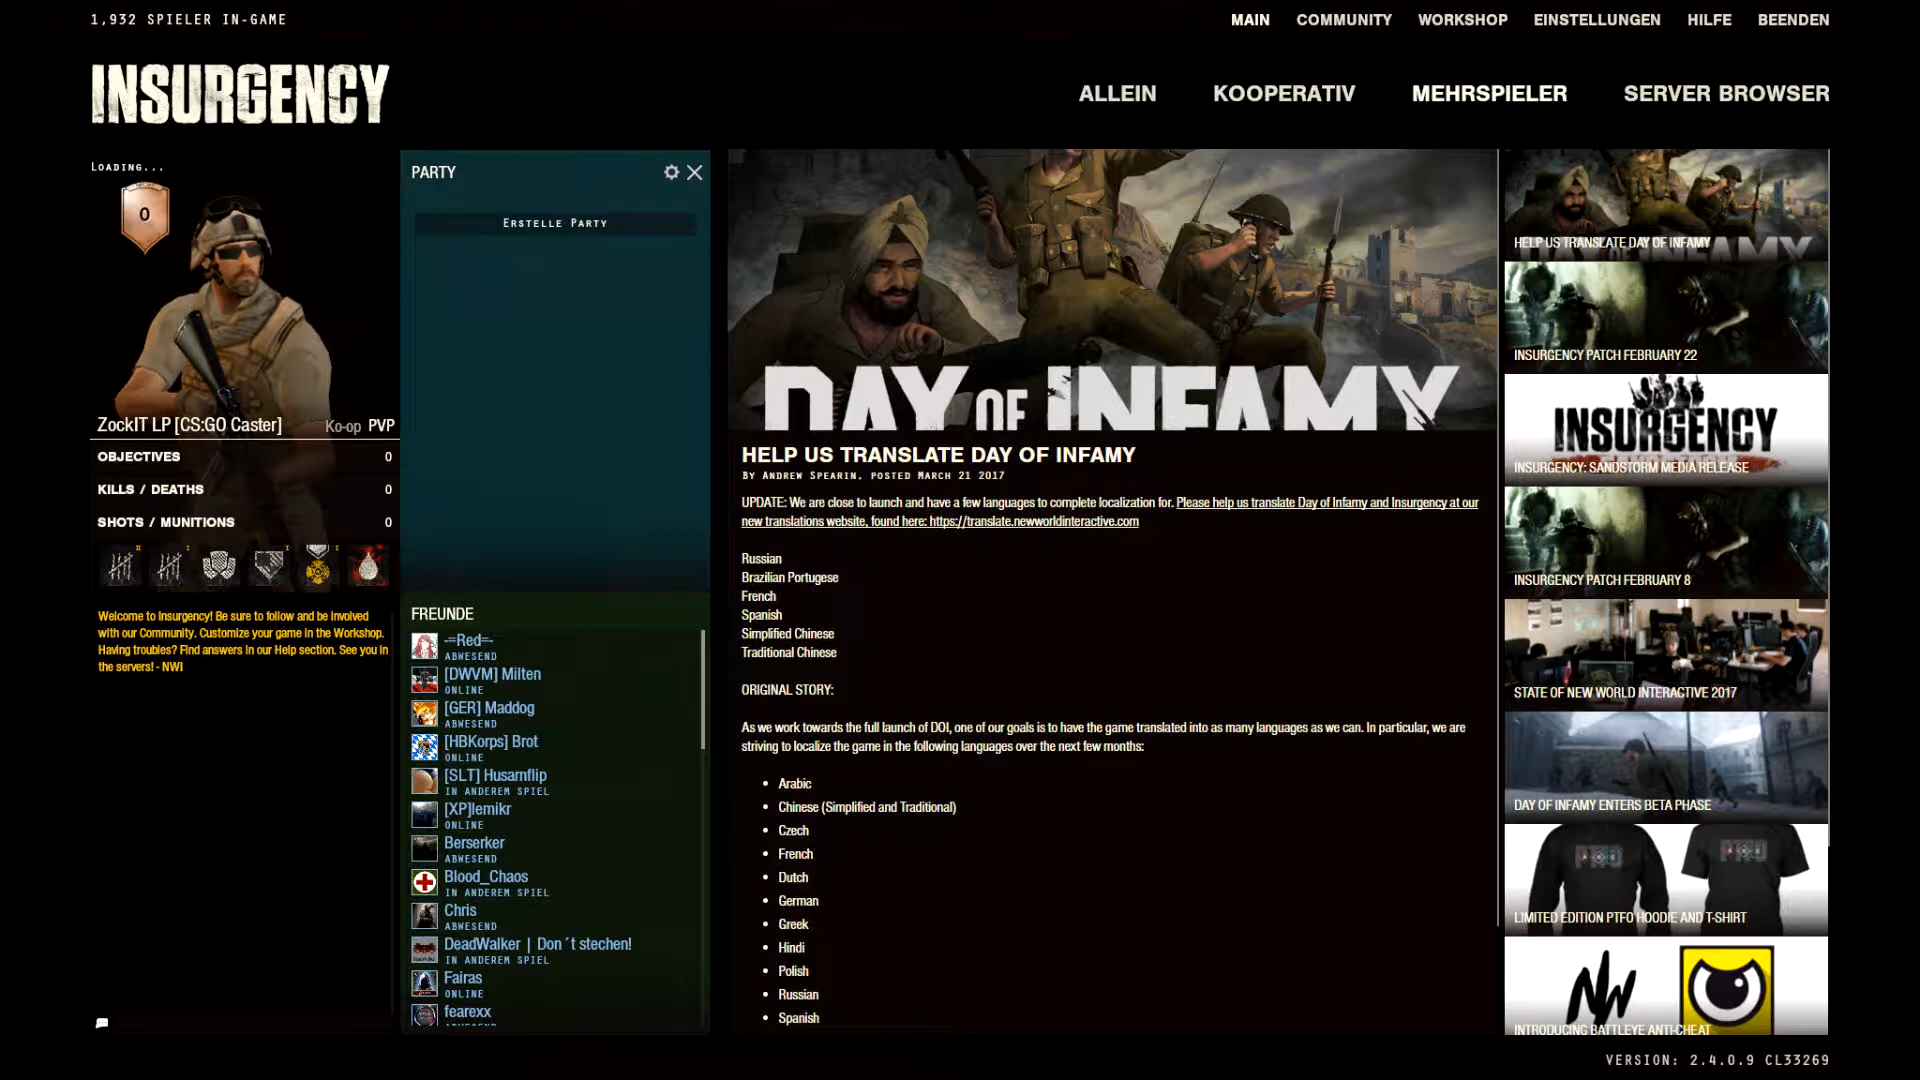 1,932 SPIELER IN-GAME
MAIN COMMUNITY WORKSHOP EINSTELLUNGEN HILFE BEENDEN
INSURGENCY
ALLEIN KOOPERATIV MEHRSPIELER SERVER BROWSER
LOADING...
0
ZockIT LP [CS:GO Caster] Ko-op PVP
OBJECTIVES 0
KILLS / DEATHS 0
SHOTS / MUNITIONS 0
Welcome to Insurgency! Be sure to follow and be involved
with our Community. Customize your game in the Workshop.
Having troubles? Find answers in our Help section. See you in
the servers! - NWI
PARTY
ERSTELLE PARTY
FREUNDE
-=Red=-
ABWESEND
[DWVM] Milten
ONLINE
[GER] Maddog
ABWESEND
[HBKorps] Brot
ONLINE
[SLT] Husarnflip
IN ANDEREM SPIEL
[XP]lemikr
ONLINE
Berserker
ABWESEND
Blood_Chaos
IN ANDEREM SPIEL
Chris
ABWESEND
DeadWalker | Don´t stechen!
IN ANDEREM SPIEL
Fairas
ONLINE
fearexx
ABWESEND
DAY OF INFAMY
HELP US TRANSLATE DAY OF INFAMY
BY ANDREW SPEARIN, POSTED MARCH 21 2017
UPDATE: We are close to launch and have a few languages to complete localization for. Please help us translate Day of Infamy and Insurgency at our
new translations website, found here: https://translate.newworldinteractive.com
Russian
Brazilian Portugese
French
Spanish
Simplified Chinese
Traditional Chinese
ORIGINAL STORY:
As we work towards the full launch of DOI, one of our goals is to have the game translated into as many languages as we can. In particular, we are
striving to localize the game in the following languages over the next few months:
• Arabic
• Chinese (Simplified and Traditional)
• Czech
• French
• Dutch
• German
• Greek
• Hindi
• Polish
• Russian
• Spanish
HELP US TRANSLATE DAY OF INFAMY
DAY OF INFAMY
INSURGENCY PATCH FEBRUARY 22
INSURGENCY
INSURGENCY: SANDSTORM MEDIA RELEASE
INSURGENCY PATCH FEBRUARY 8
STATE OF NEW WORLD INTERACTIVE 2017
DAY OF INFAMY ENTERS BETA PHASE
PTFO PTFO
LIMITED EDITION PTFO HOODIE AND T-SHIRT
INTRODUCING BATTLEYE ANTI-CHEAT
VERSION: 2.4.0.9 CL33269